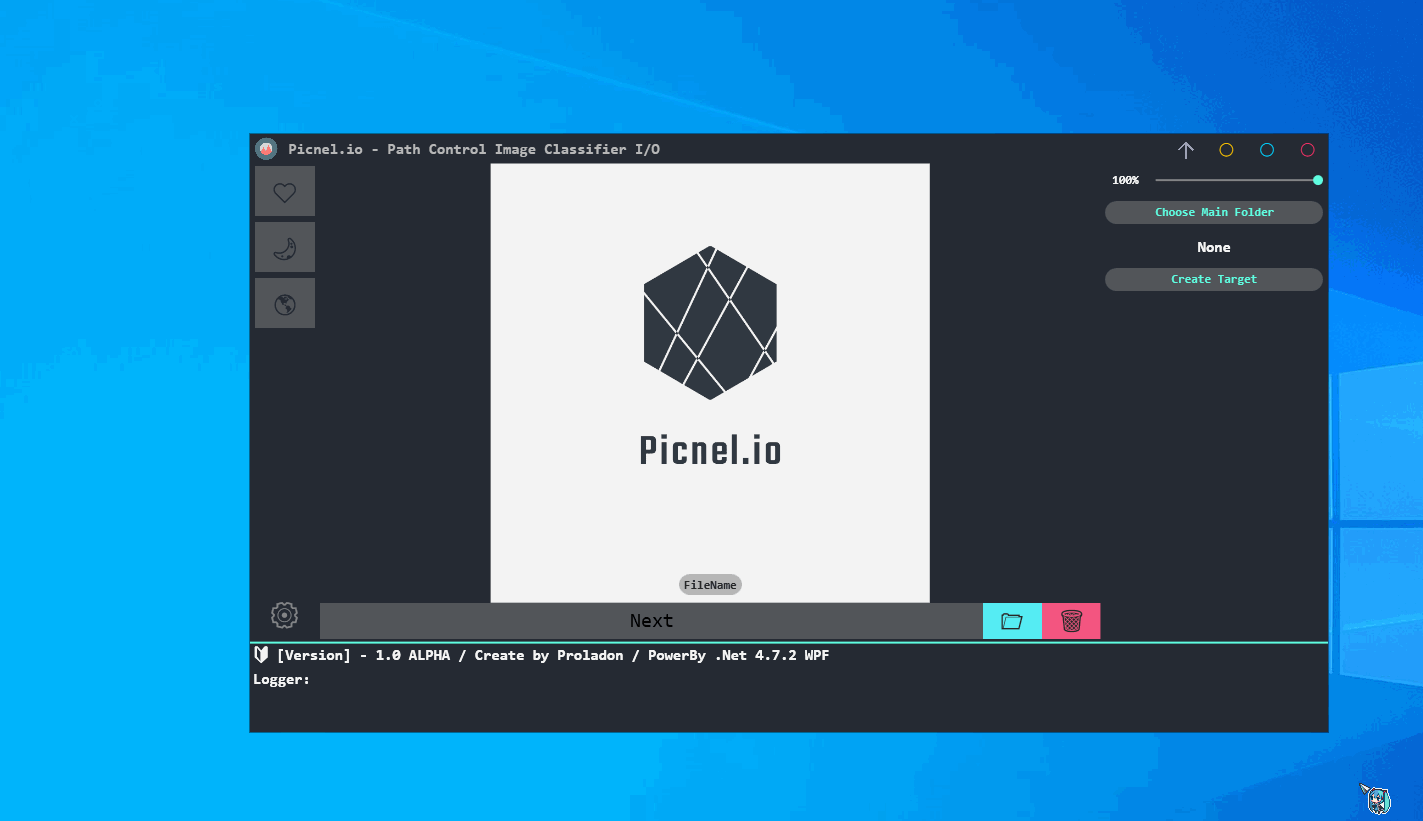 Picnel.io - Path Control Image Classifier I/O
100%
Choose Main Folder
None
Create Target
Picnel.io
FileName
Next
[Version] - 1.0 ALPHA / Create by Proladon / PowerBy .Net 4.7.2 WPF
Logger: